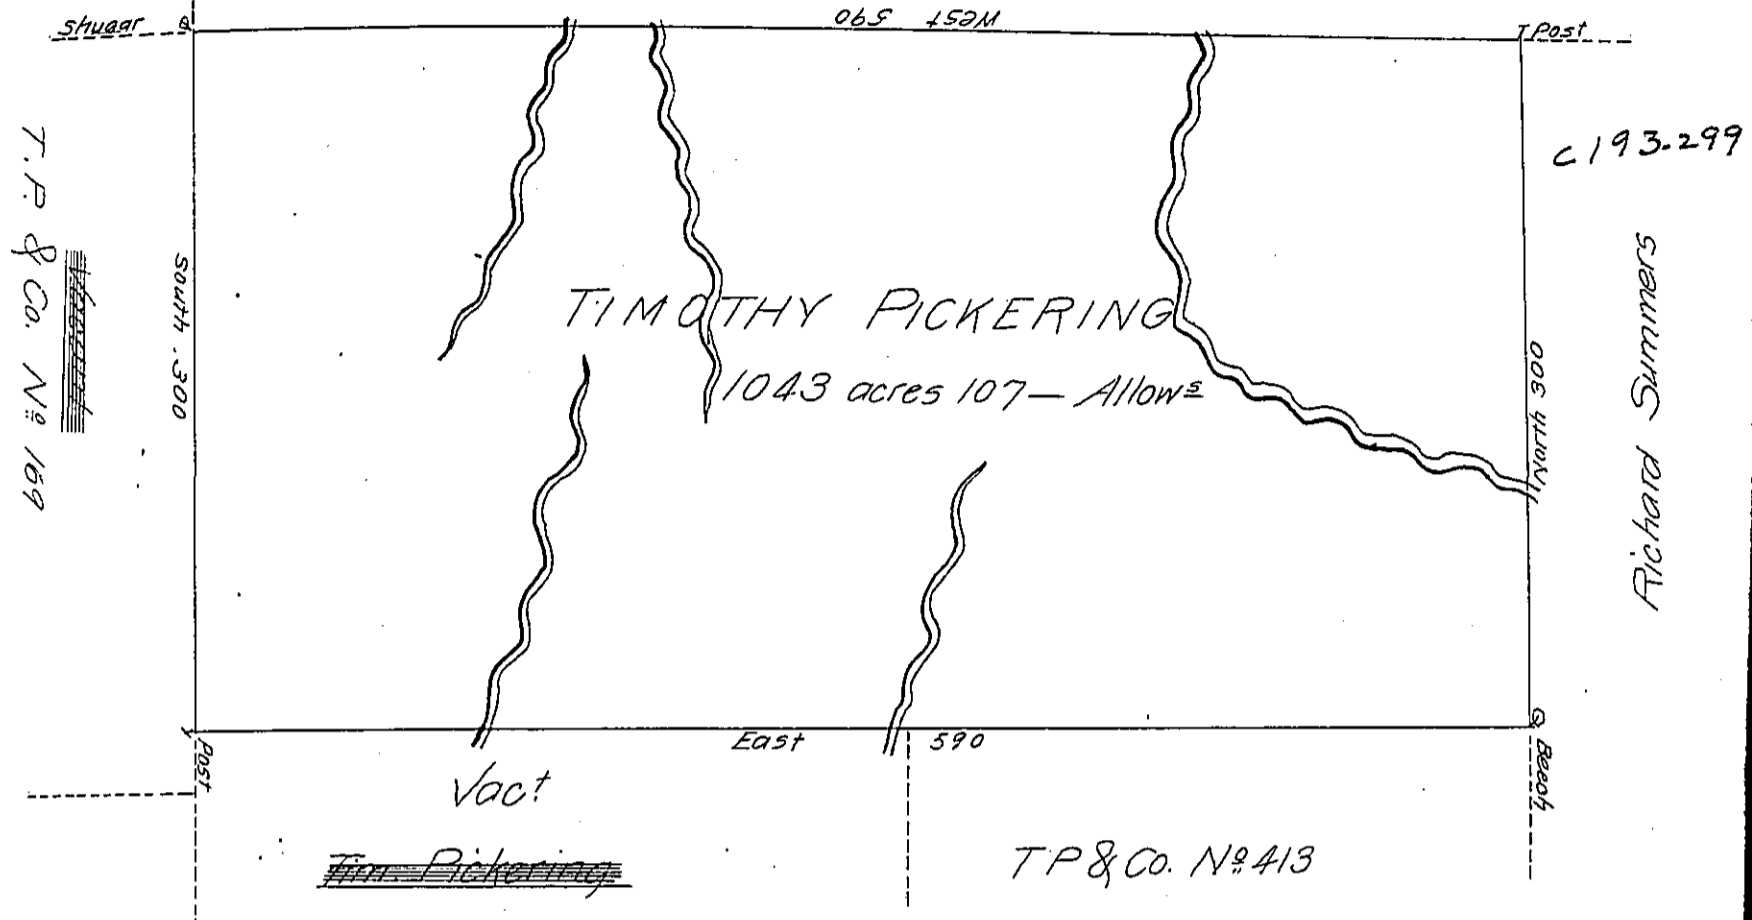 Shugar
West 590
Post
C193-299
T.P. & Co. Nº 169
South 300
TIMOTHY PICKERING
1043 acres 107 — Allowˢ
North 300
Richard Summers
Post
East 590
Beech
Vacᵗ
Tim. Pickering
TP & Co. Nº 413